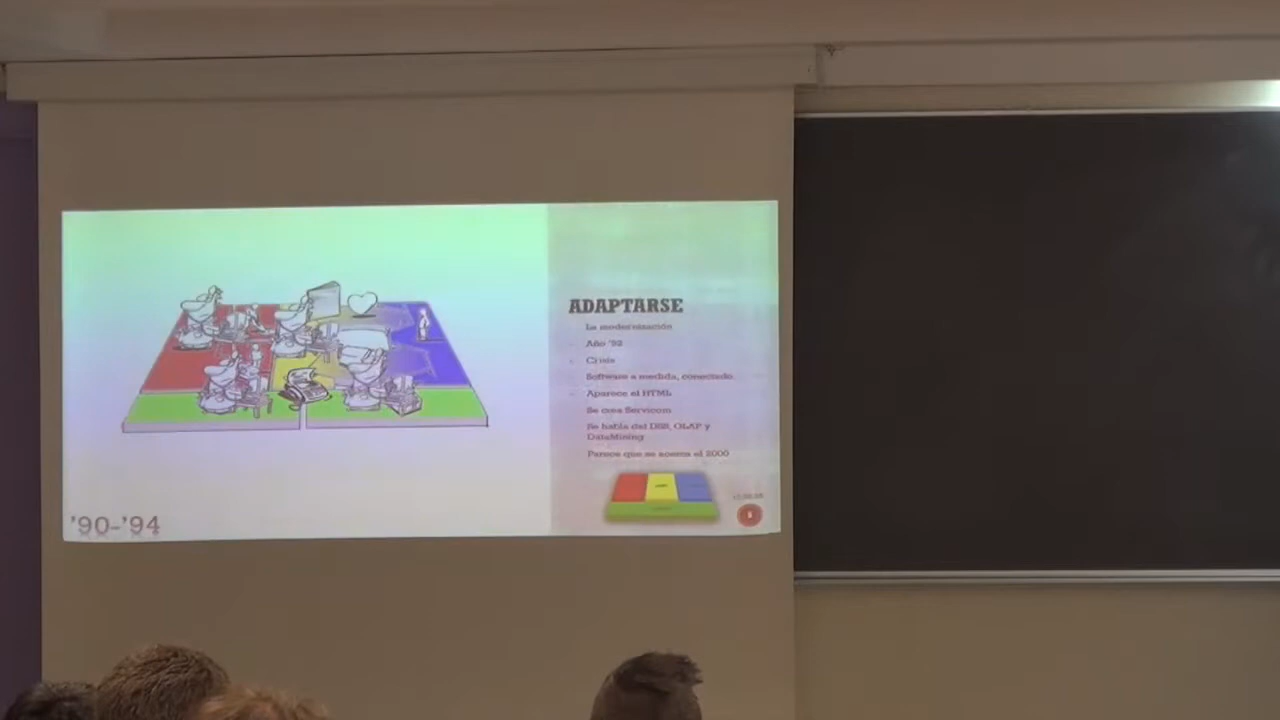 ADAPTARSE
La modernización
Año '92
Crisis
Software a medida, conectado.
Aparece el HTML
Se crea Servicom
Se habla del DSS, OLAP y
DataMining
Parece que se acerca el 2000
'90-'94